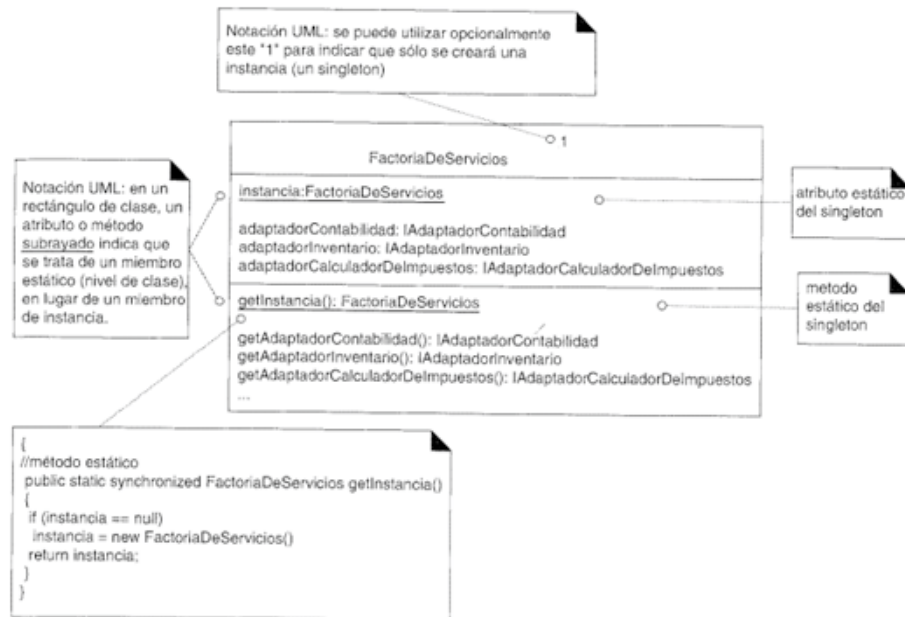 Notación UML: se puede utilizar opcionalmente
este "1" para indicar que sólo se creará una
instancia (un singleton)
1
FactoriaDeServicios
Notación UML: en un
rectángulo de clase, un
atributo o método
subrayado indica que
se trata de un miembro
estático (nivel de clase),
en lugar de un miembro
de instancia.
instancia:FactoriaDeServicios
adaptadorContabilidad: IAdaptadorContabilidad
adaptadorInventario: IAdaptadorInventario
adaptadorCalculadorDeImpuestos: IAdaptadorCalculadorDeImpuestos
atributo estático
del singleton
getInstancia(): FactoriaDeServicios
getAdaptadorContabilidad(): IAdaptadorContabilidad
getAdaptadorInventario(): IAdaptadorInventario
getAdaptadorCalculadorDeImpuestos(): IAdaptadorCalculadorDeImpuestos
...
metodo
estático del
singleton
{
//método estático
public static synchronized FactoriaDeServicios getInstancia()
{
if (instancia == null)
instancia = new FactoriaDeServicios()
return instancia;
}
}